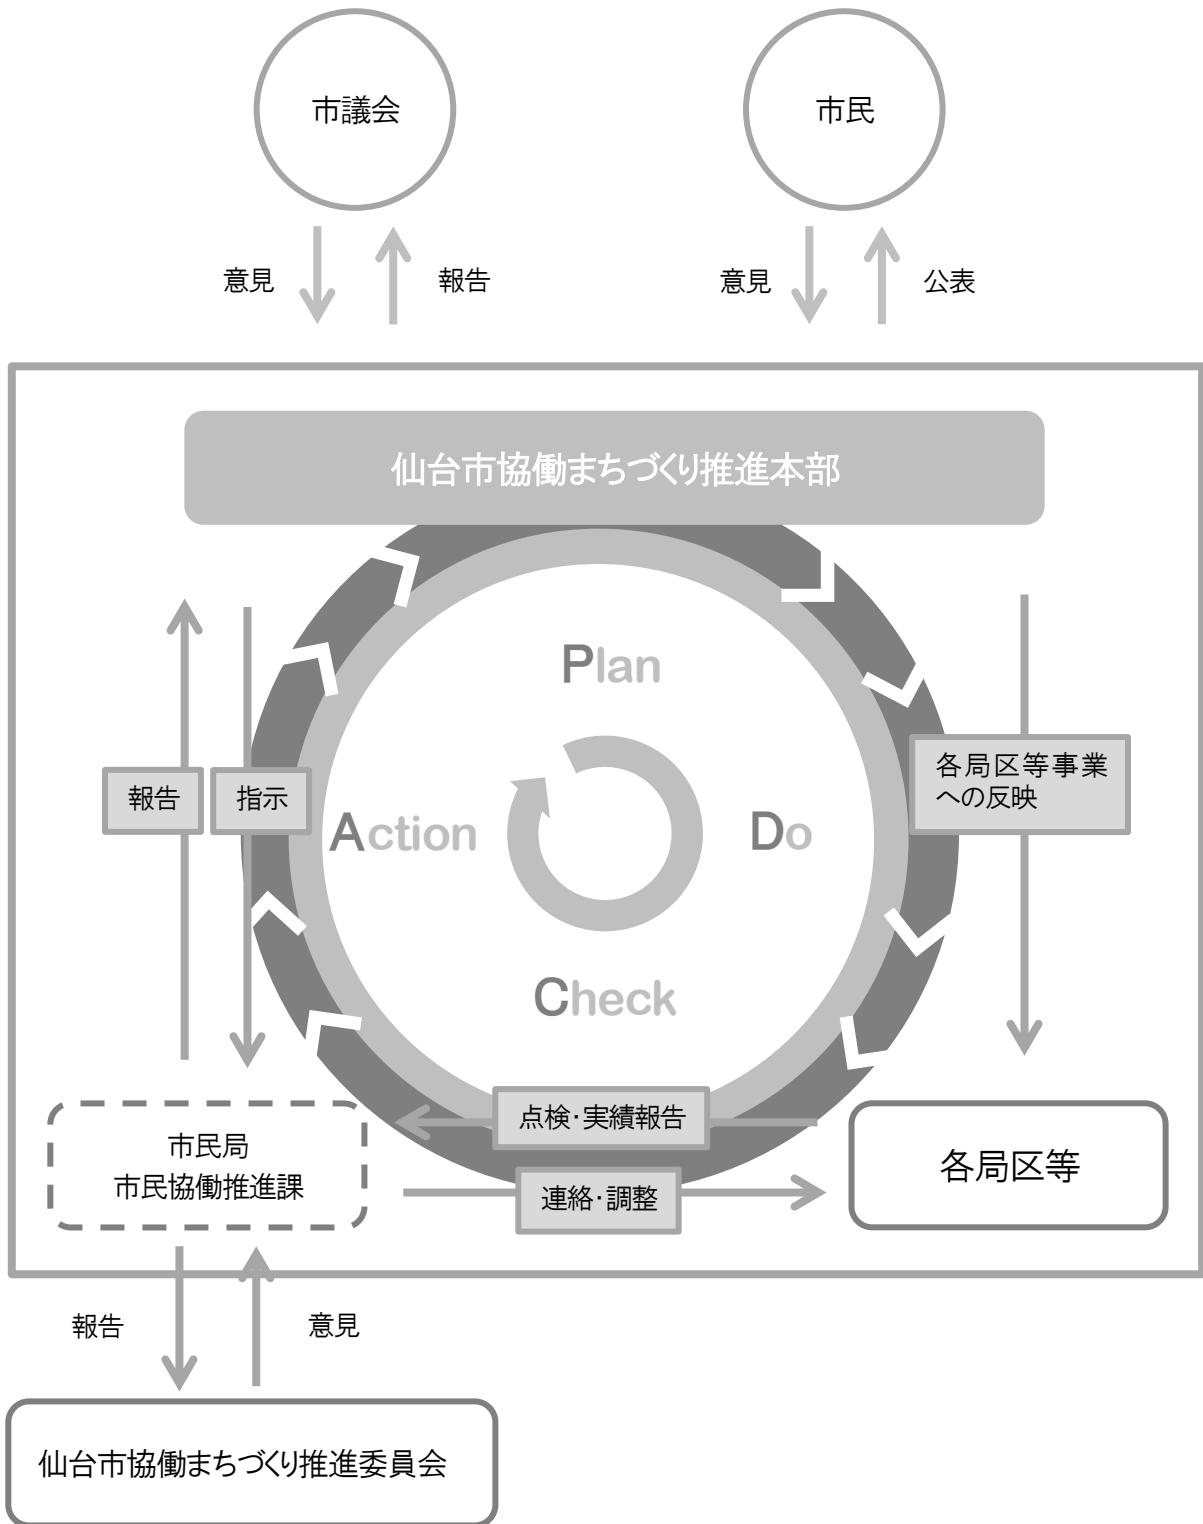 市議会
市民
意見
報告
意見
公表
仙台市協働まちづくり推進本部
Plan
各局区等事業
への反映
報告
指示
Action
Do
Check
点検・実績報告
市民局
市民協働推進課
各局区等
連絡・調整
報告
意見
仙台市協働まちづくり推進委員会